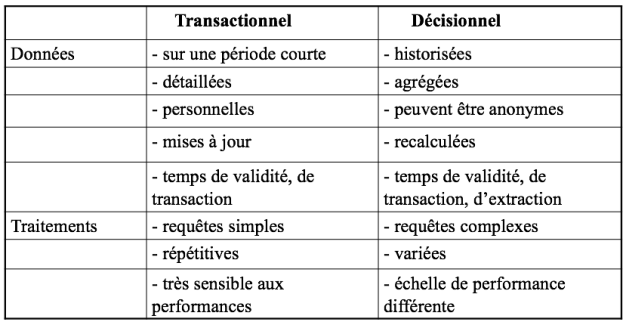 Transactionnel Décisionnel
Données - sur une période courte - historisées
- détaillées - agrégées
- personnelles - peuvent être anonymes
- mises à jour - recalculées
- temps de validité, de - temps de validité, de
transaction transaction, d’extraction
Traitements - requêtes simples - requêtes complexes
- répétitives - variées
- très sensible aux - échelle de performance
performances différente